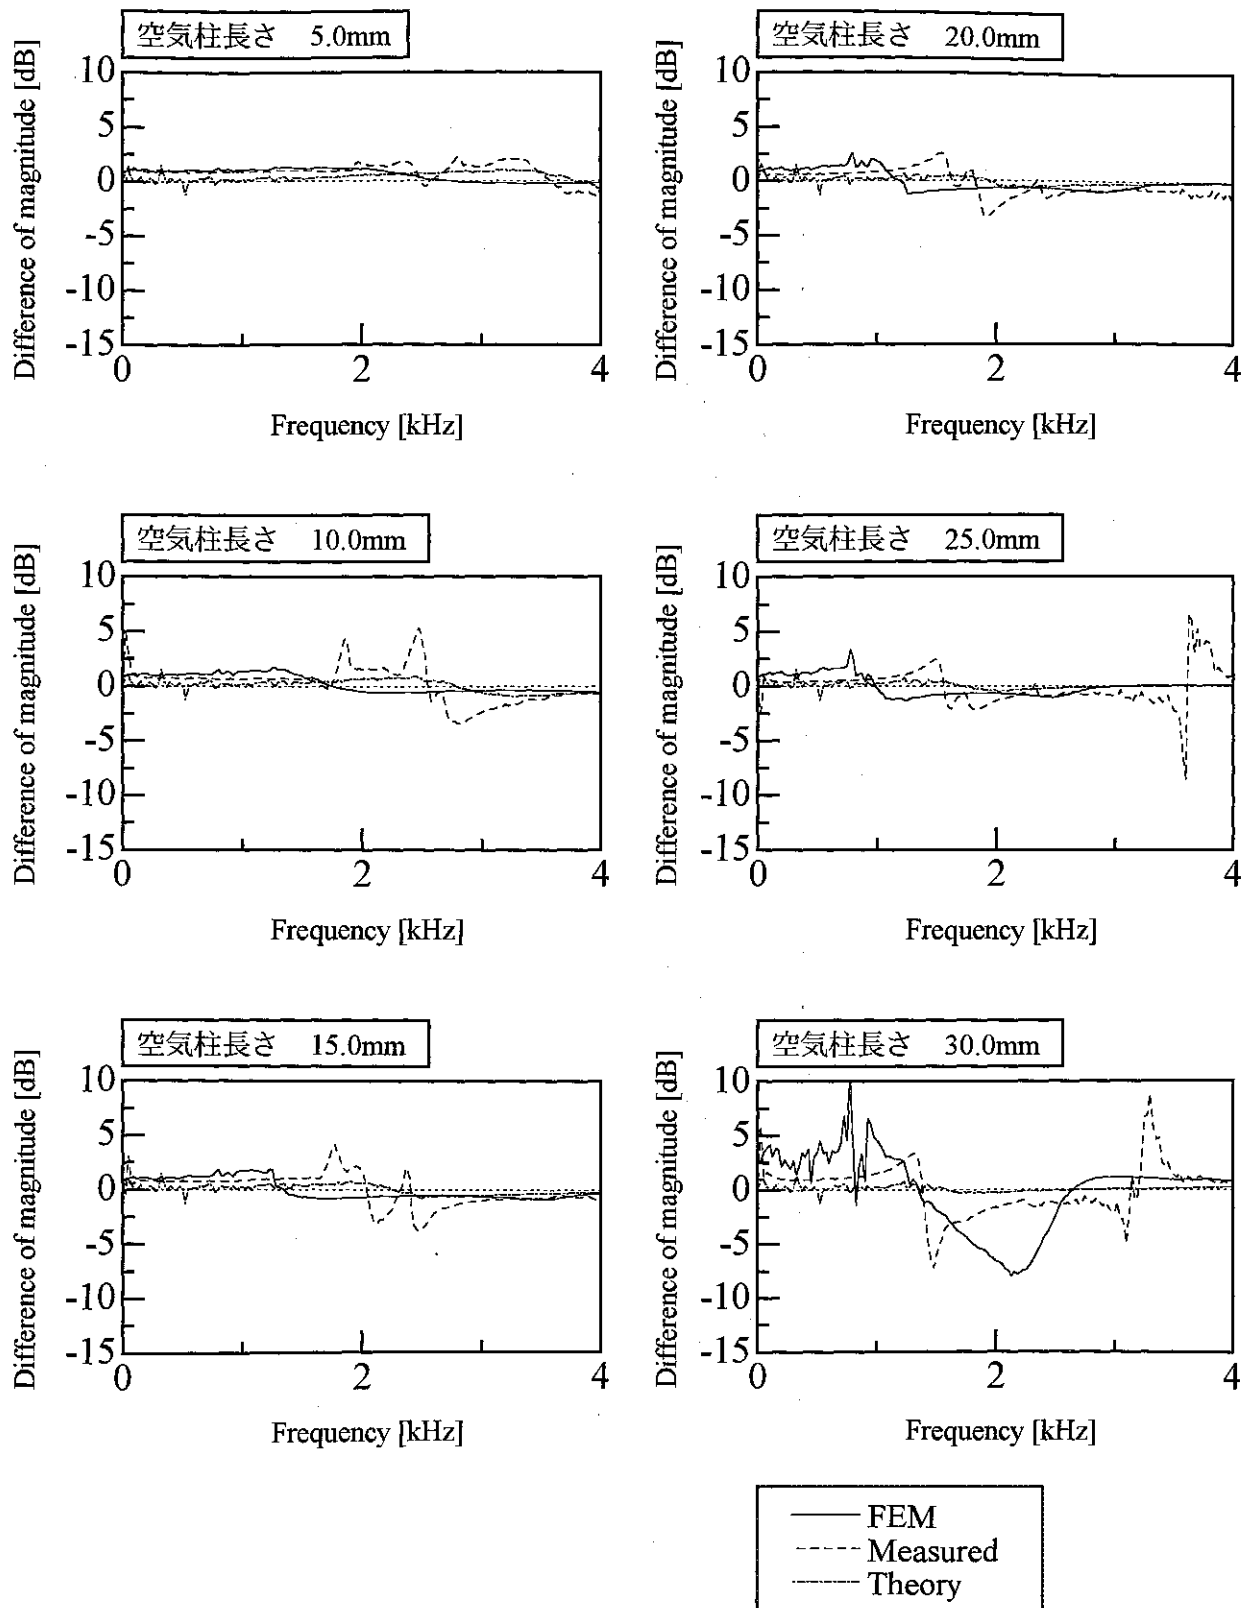 空気柱長さ 5.0mm
Difference of magnitude [dB]
10
5
0
-5
-10
-15
0
2
4
Frequency [kHz]
空気柱長さ 20.0mm
Difference of magnitude [dB]
10
5
0
-5
-10
-15
0
2
4
Frequency [kHz]
空気柱長さ 10.0mm
Difference of magnitude [dB]
10
5
0
-5
-10
-15
0
2
4
Frequency [kHz]
空気柱長さ 25.0mm
Difference of magnitude [dB]
10
5
0
-5
-10
-15
0
2
4
Frequency [kHz]
空気柱長さ 15.0mm
Difference of magnitude [dB]
10
5
0
-5
-10
-15
0
2
4
Frequency [kHz]
空気柱長さ 30.0mm
Difference of magnitude [dB]
10
5
0
-5
-10
-15
0
2
4
Frequency [kHz]
FEM
Measured
Theory